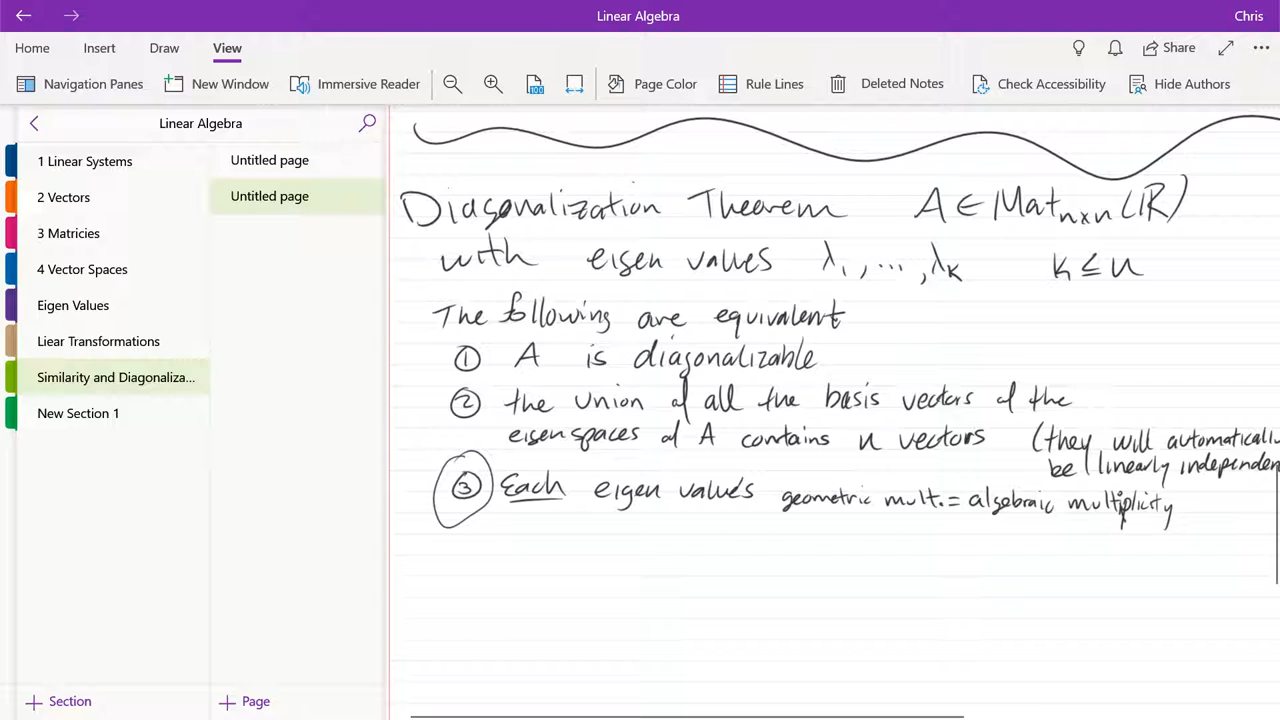 Linear Algebra
Chris
Home Insert Draw View
Share
Navigation Panes New Window Immersive Reader 100 Page Color Rule Lines Deleted Notes Check Accessibility Hide Authors
Linear Algebra
1 Linear Systems
2 Vectors
3 Matricies
4 Vector Spaces
Eigen Values
Liear Transformations
Similarity and Diagonaliza...
New Section 1
Untitled page
Untitled page
Section
Page
Diagonalization Theorem A ∈ Mat n×n (ℝ)
with eigen values λ₁, ..., λₖ k ≤ n
The following are equivalent
① A is diagonalizable
② the union of all the basis vectors of the
eigenspaces of A contains n vectors (they will automatically
be linearly independen
③ Each eigen values geometric mult. = algebraic multiplicity